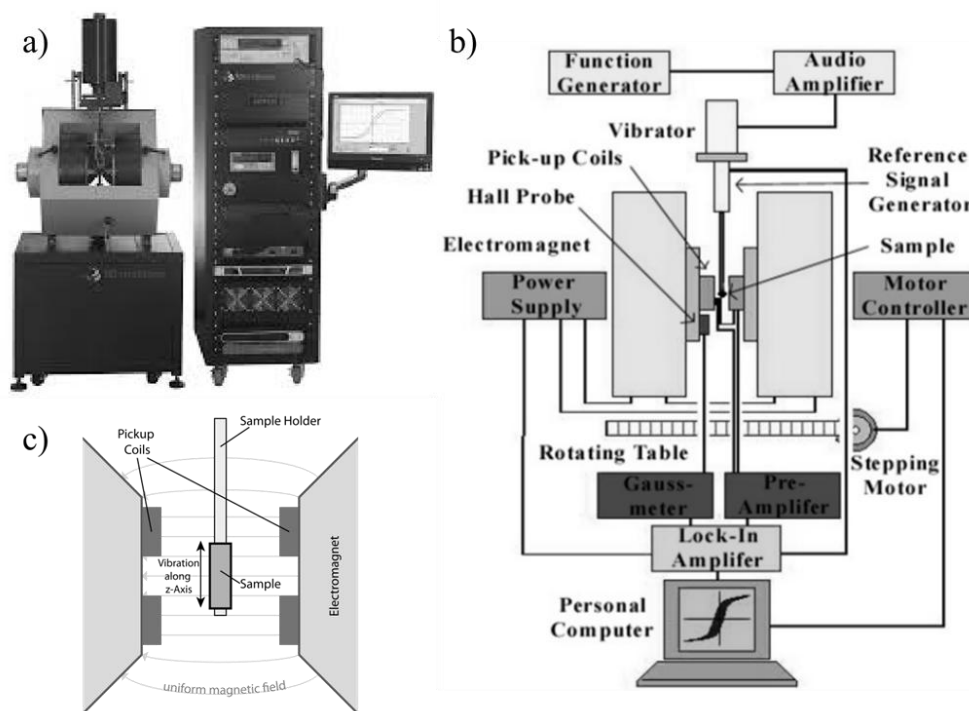 a)
b)
Function
Generator
Audio
Amplifier
Vibrator
Pick-up Coils
Hall Probe
Electromagnet
Reference
Signal
Generator
Sample
Power
Supply
Motor
Controller
Rotating Table
Stepping
Motor
Gauss-
meter
Pre-
Amplifer
Lock-In
Amplifer
Personal
Computer
c)
Sample Holder
Pickup
Coils
Vibration
along
z-Axis
Sample
Electromagnet
uniform magnetic field